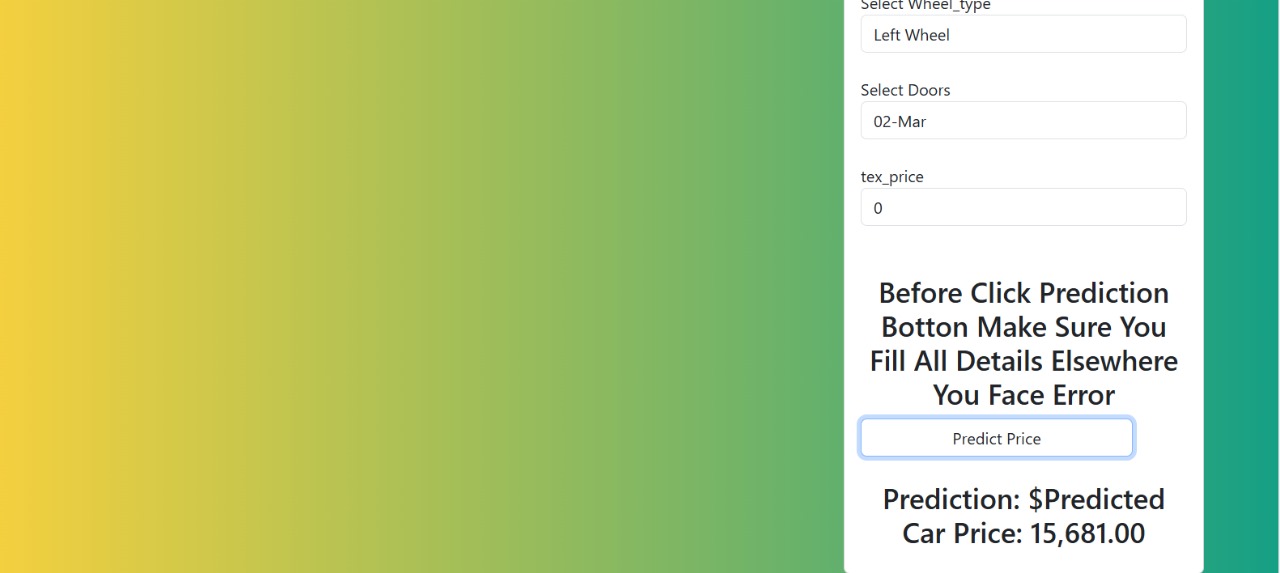 Select Wheel_type
Left Wheel
Select Doors
02-Mar
tex_price
0
Before Click Prediction
Botton Make Sure You
Fill All Details Elsewhere
You Face Error
Predict Price
Prediction: $Predicted
Car Price: 15,681.00